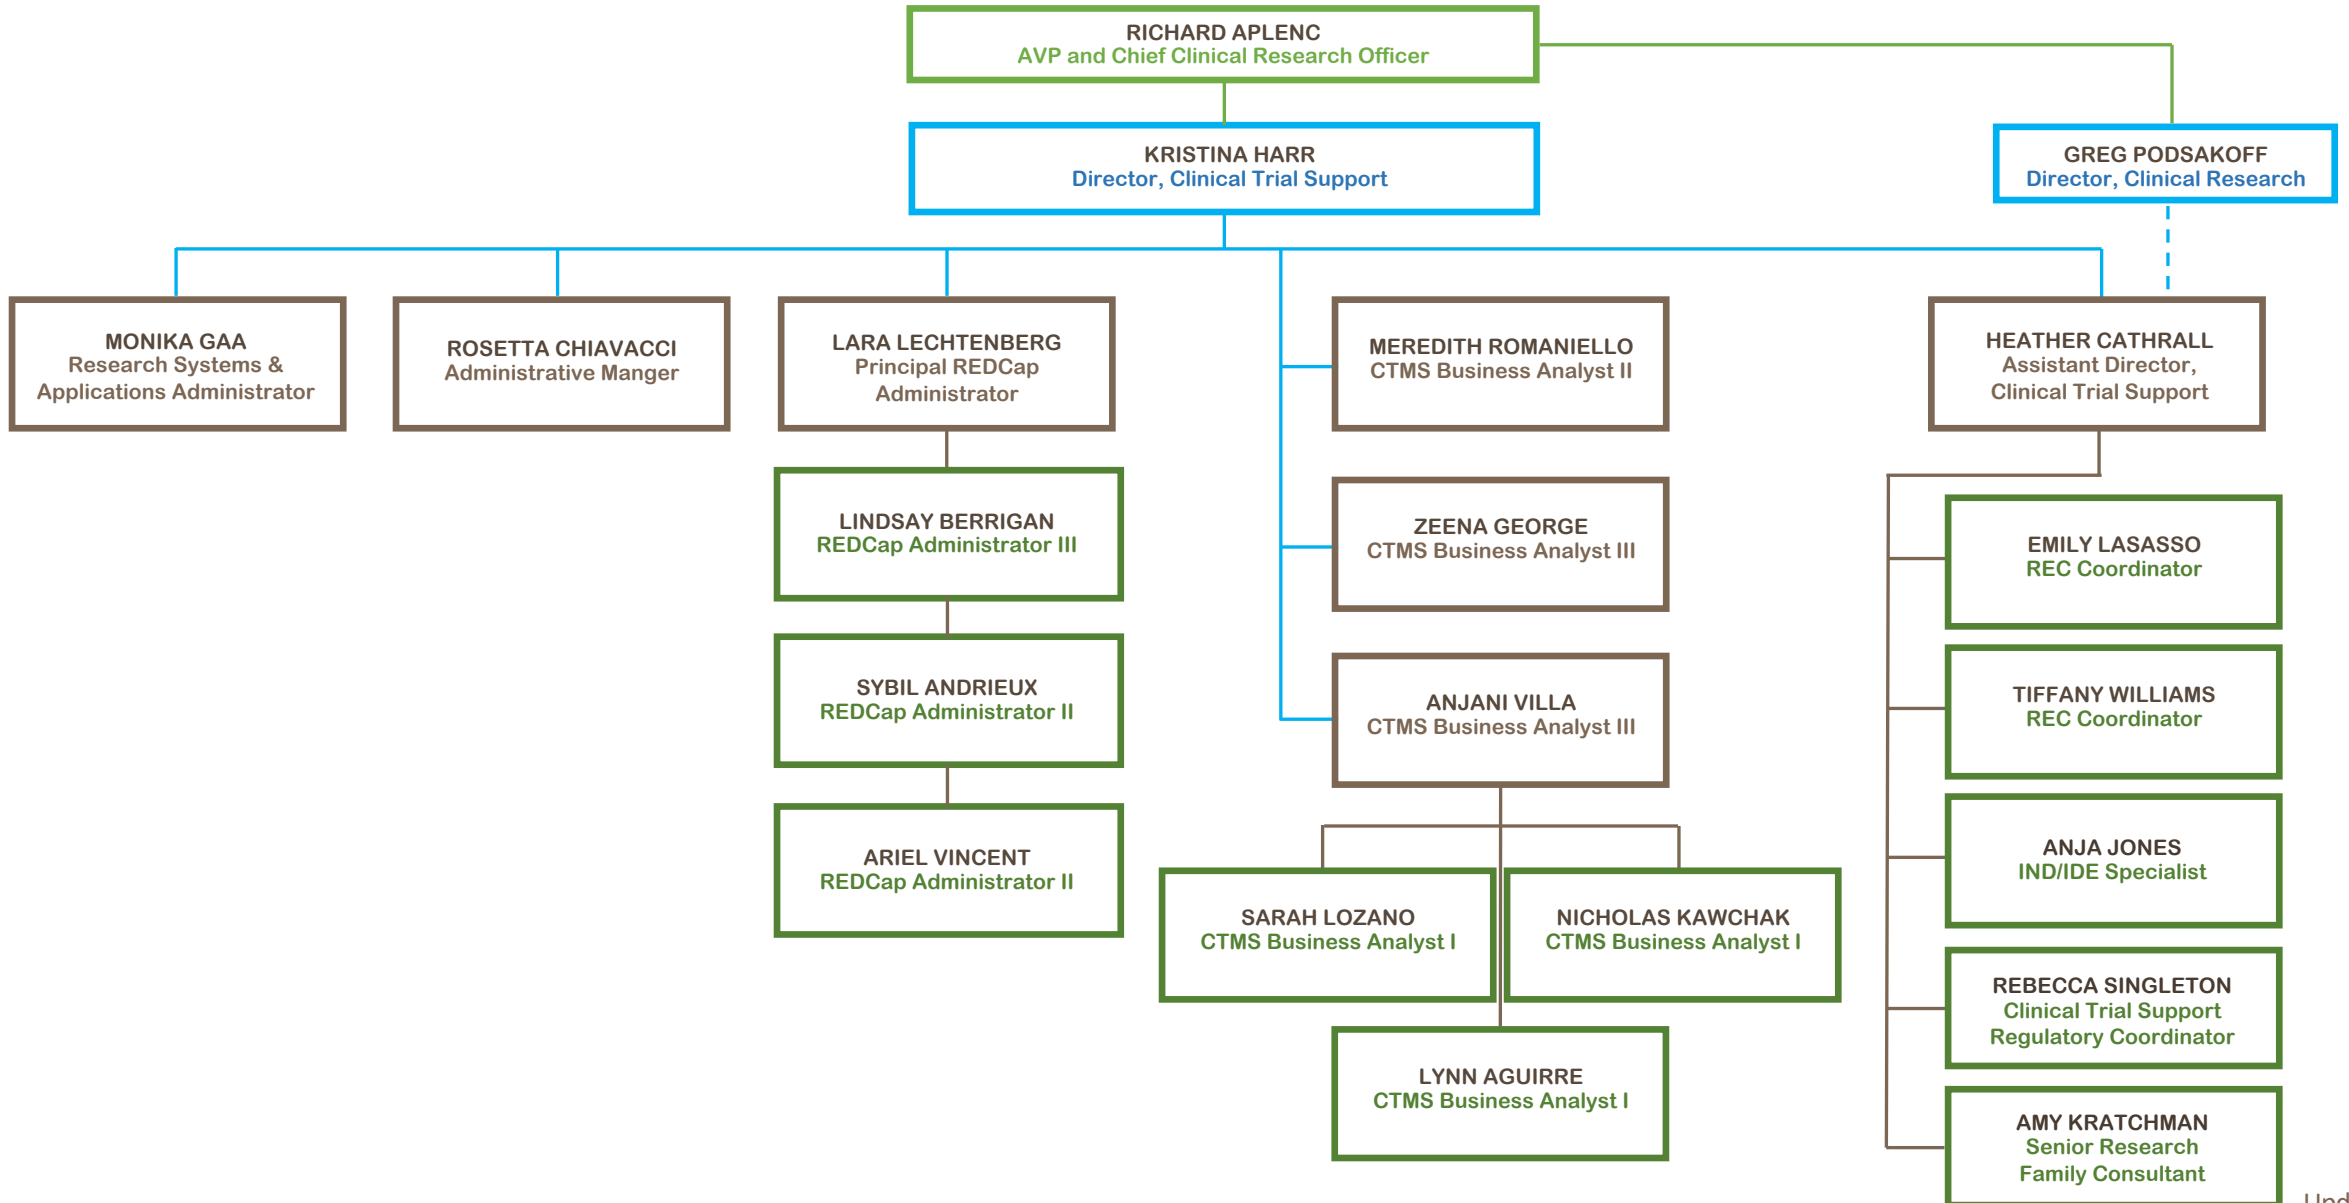 RICHARD APLENC
AVP and Chief Clinical Research Officer
KRISTINA HARR
Director, Clinical Trial Support
GREG PODSAKOFF
Director, Clinical Research
MONIKA GAA
Research Systems &
Applications Administrator
ROSETTA CHIAVACCI
Administrative Manger
LARA LECHTENBERG
Principal REDCap
Administrator
MEREDITH ROMANIELLO
CTMS Business Analyst II
HEATHER CATHRALL
Assistant Director,
Clinical Trial Support
LINDSAY BERRIGAN
REDCap Administrator III
ZEENA GEORGE
CTMS Business Analyst III
EMILY LASASSO
REC Coordinator
SYBIL ANDRIEUX
REDCap Administrator II
ANJANI VILLA
CTMS Business Analyst III
TIFFANY WILLIAMS
REC Coordinator
ARIEL VINCENT
REDCap Administrator II
ANJA JONES
IND/IDE Specialist
SARAH LOZANO
CTMS Business Analyst I
NICHOLAS KAWCHAK
CTMS Business Analyst I
REBECCA SINGLETON
Clinical Trial Support
Regulatory Coordinator
LYNN AGUIRRE
CTMS Business Analyst I
AMY KRATCHMAN
Senior Research
Family Consultant